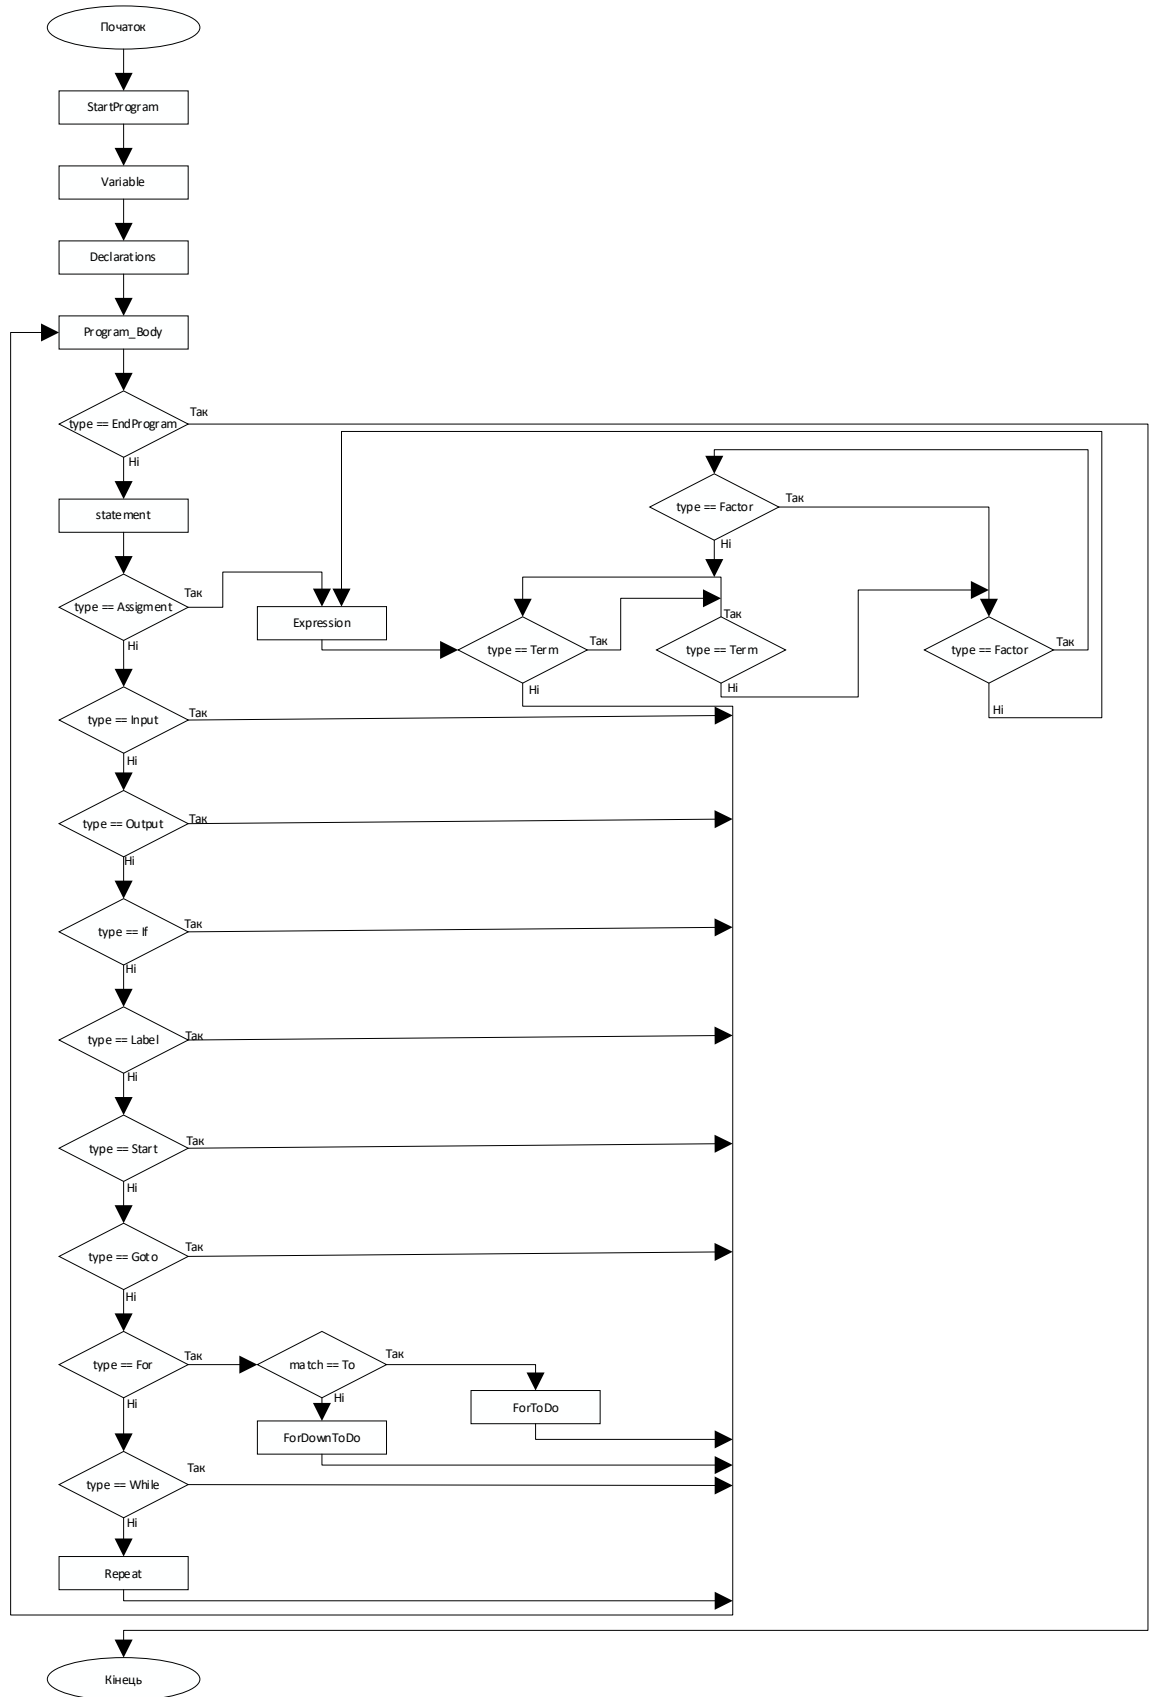 Початок
StartProgram
Variable
Declarations
Program_Body
Так
type == EndProgram
Ні
Так
type == Factor
statement
Ні
Так
type == Assigment
Так
Expression
Ні
Так
type == Term
type == Term
Так
type == Factor
Ні
Ні
Ні
Так
type == Input
Ні
type == Output
Так
Ні
Так
type == If
Ні
Так
type == Label
Ні
Так
type == Start
Ні
Так
type == Goto
Ні
Так
type == For
match == To
Так
Ні
Ні
ForToDo
ForDownToDo
Так
type == While
Ні
Repeat
Кінець